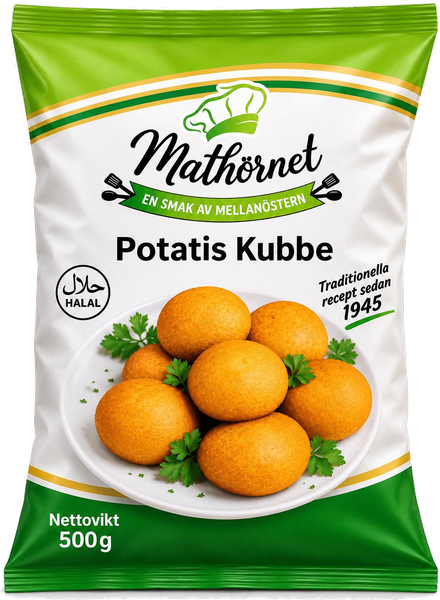 Mathörnet
EN SMAK AV MELLANÖSTERN
Potatis Kubbe
حلال
HALAL
Traditionella
recept sedan
1945
Nettovikt
500g